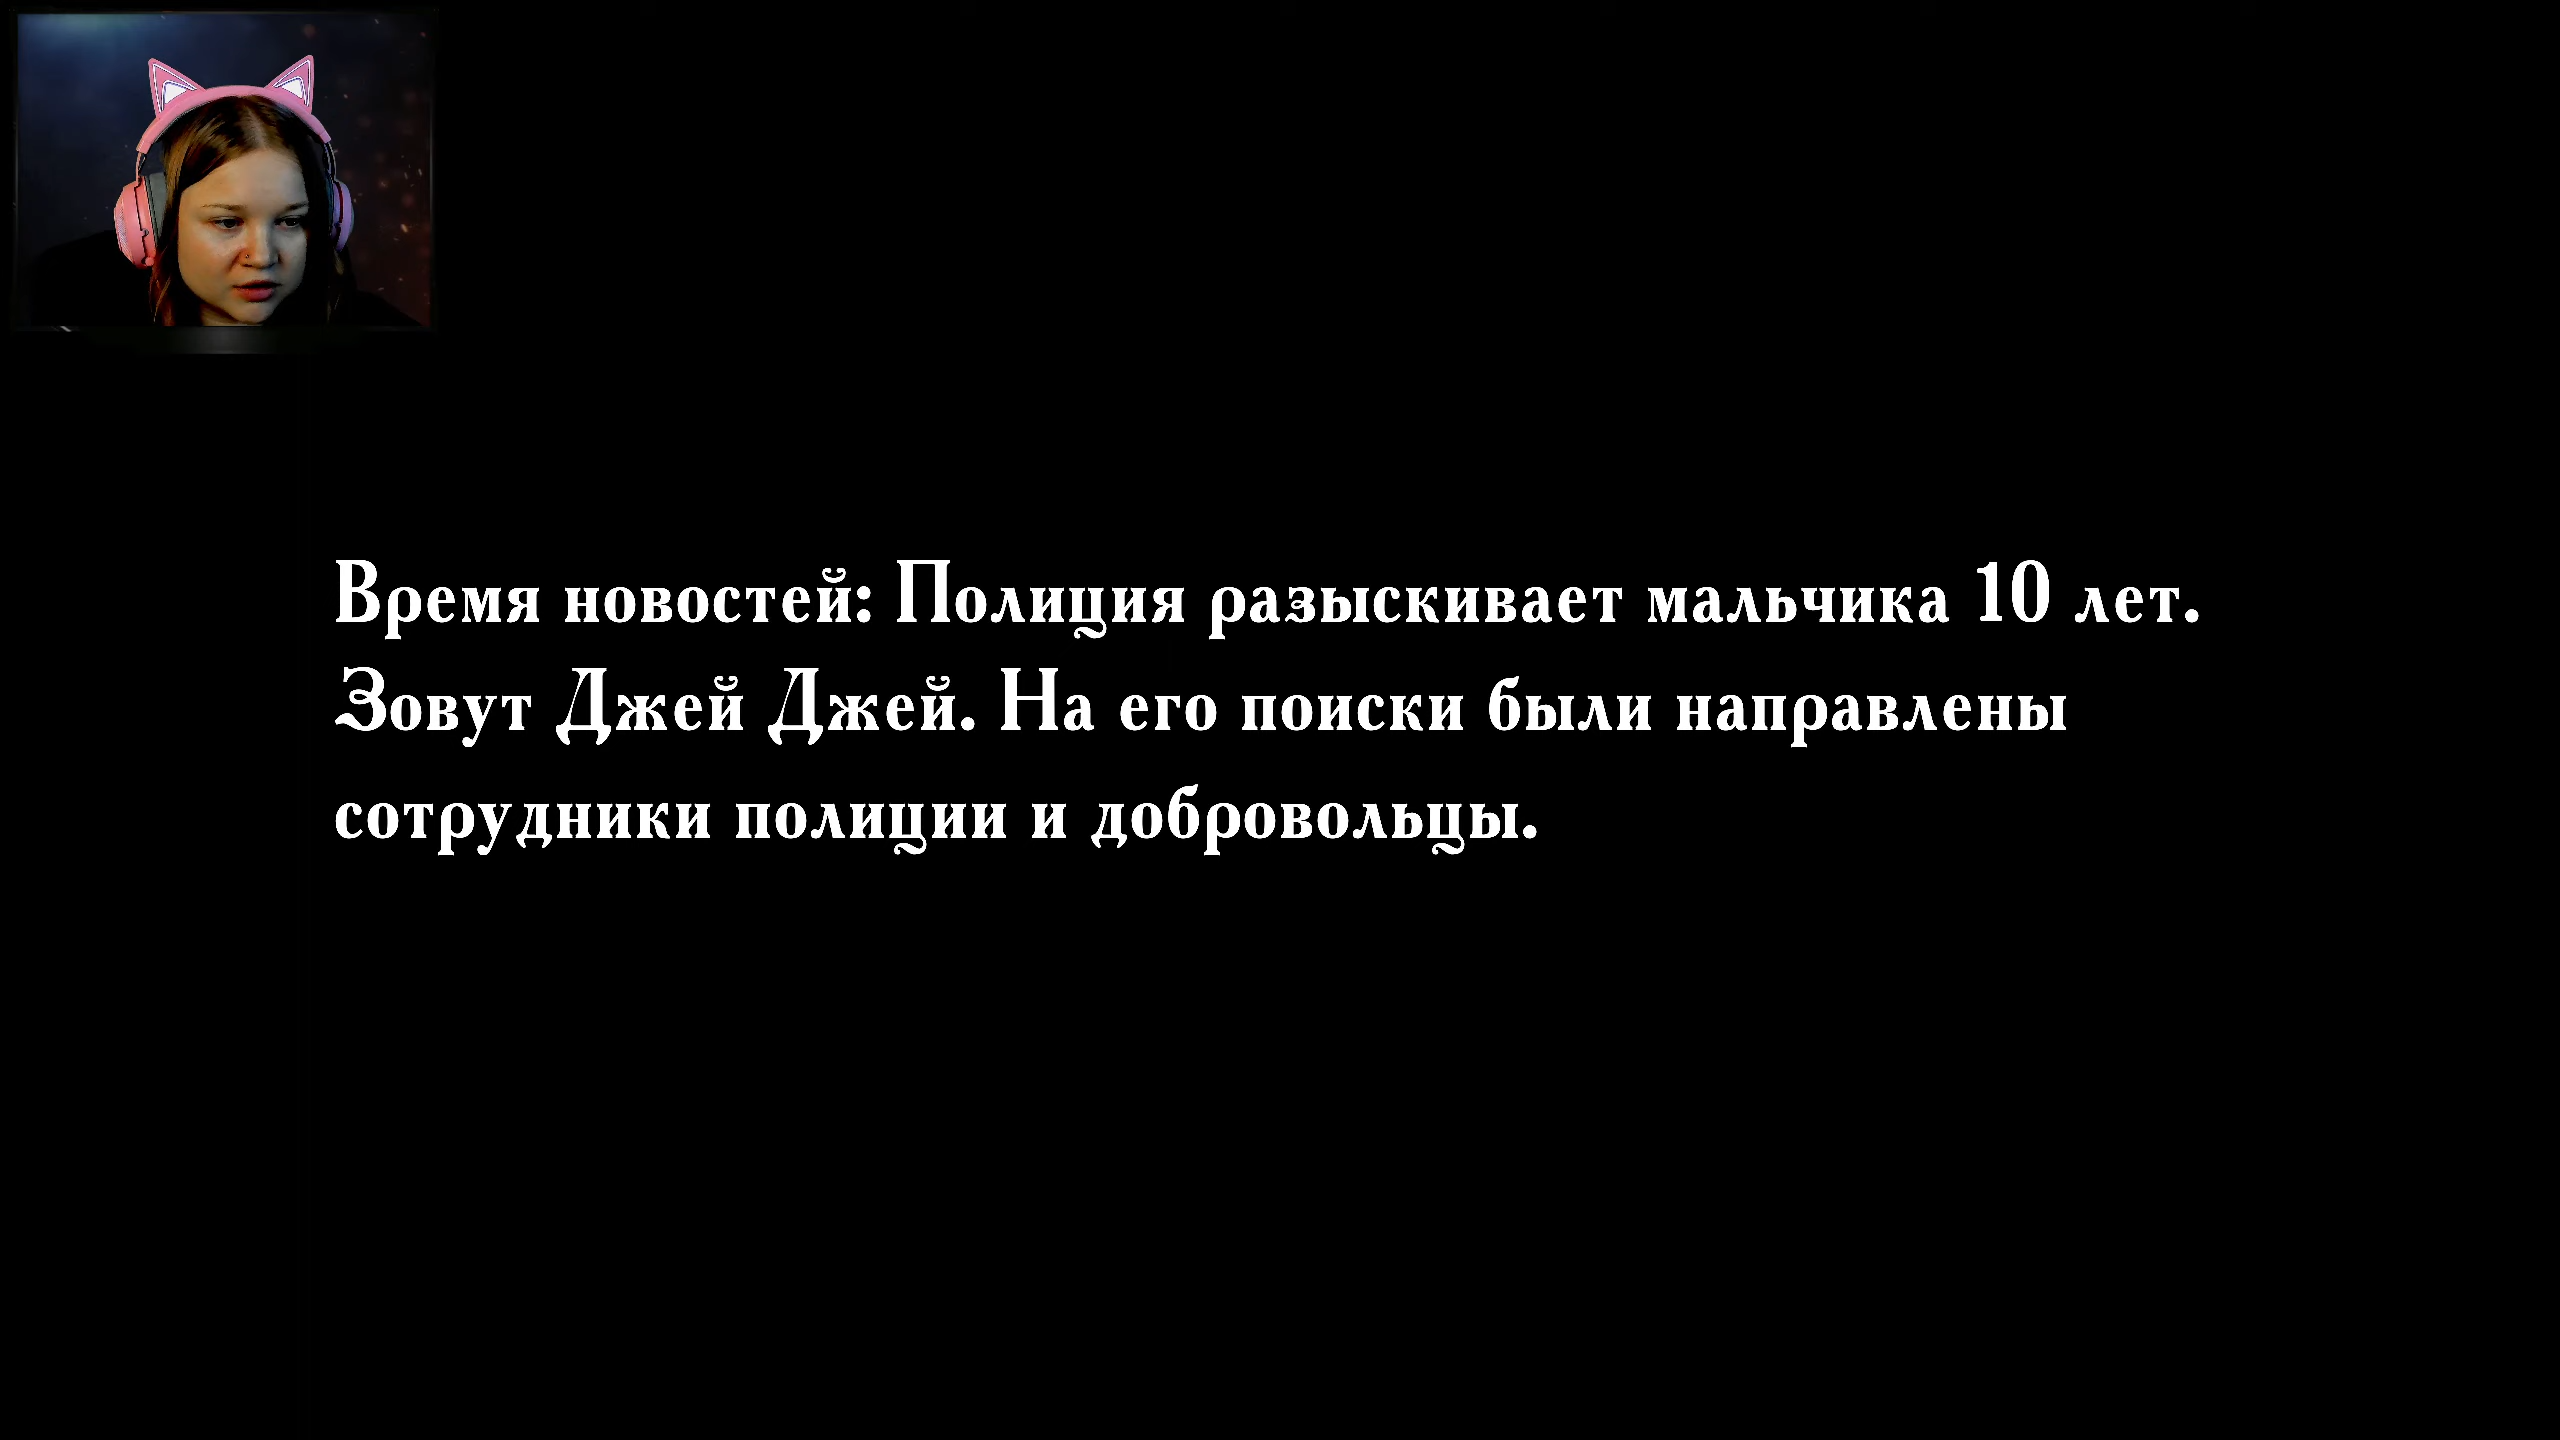 Время новостей: Полиция разыскивает мальчика 10 лет.
Зовут Джей Джей. На его поиски были направлены
сотрудники полиции и добровольцы.